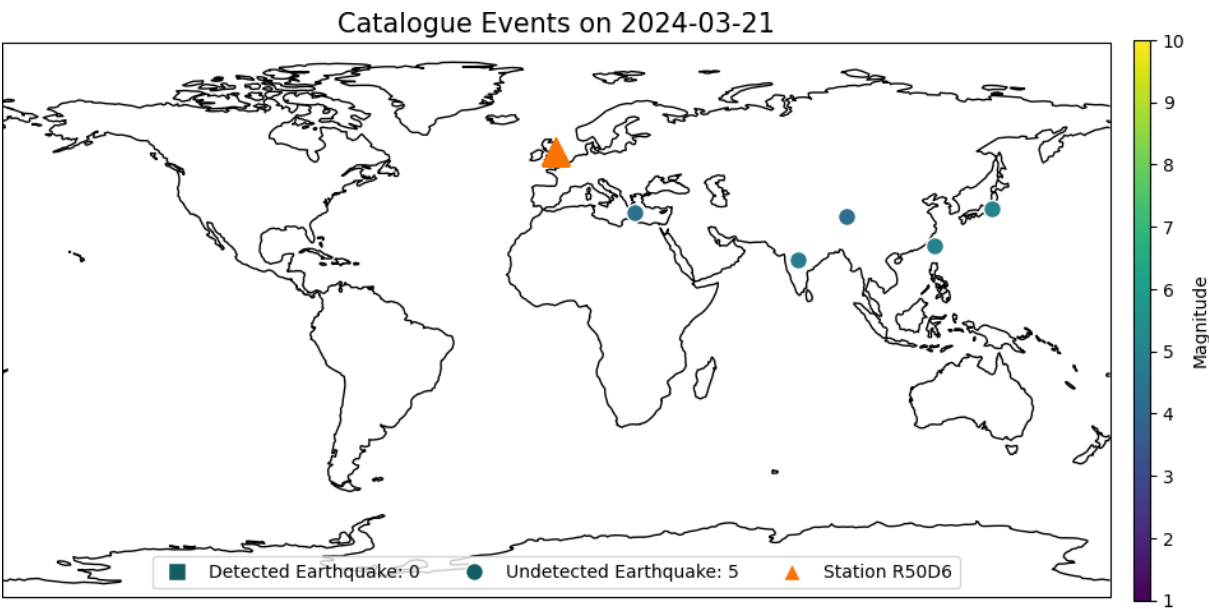 Catalogue Events on 2024-03-21
10
9
8
7
6
5
4
3
2
1
Magnitude
Detected Earthquake: 0
Undetected Earthquake: 5
Station R50D6